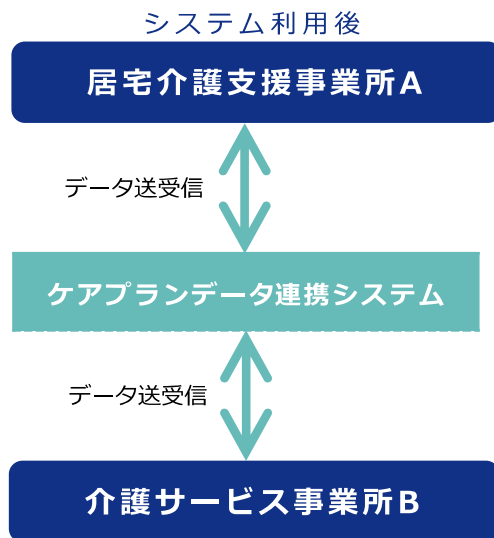 システム利用後
居宅介護支援事業所A
データ送受信
ケアプランデータ連携システム
データ送受信
介護サービス事業所B